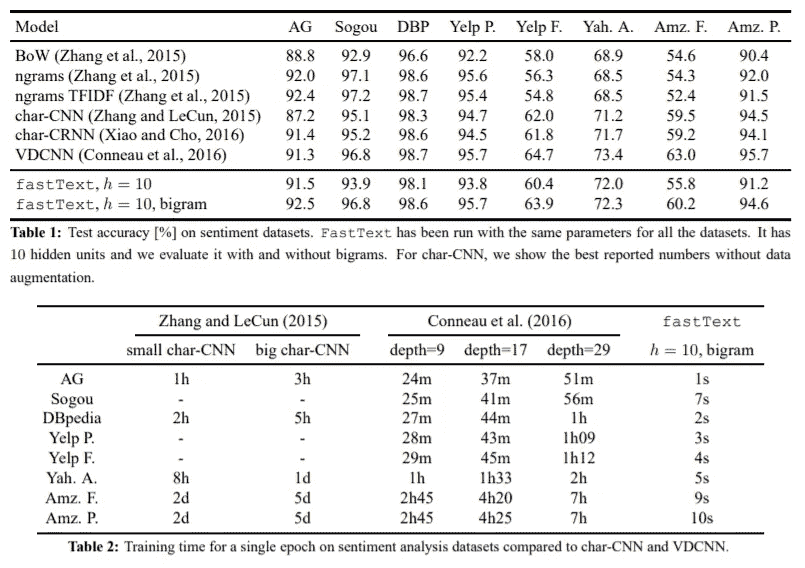 Model AG Sogou DBP Yelp P. Yelp F. Yah. A. Amz. F. Amz. P.
BoW (Zhang et al., 2015) 88.8 92.9 96.6 92.2 58.0 68.9 54.6 90.4
ngrams (Zhang et al., 2015) 92.0 97.1 98.6 95.6 56.3 68.5 54.3 92.0
ngrams TFIDF (Zhang et al., 2015) 92.4 97.2 98.7 95.4 54.8 68.5 52.4 91.5
char-CNN (Zhang and LeCun, 2015) 87.2 95.1 98.3 94.7 62.0 71.2 59.5 94.5
char-CRNN (Xiao and Cho, 2016) 91.4 95.2 98.6 94.5 61.8 71.7 59.2 94.1
VDCNN (Conneau et al., 2016) 91.3 96.8 98.7 95.7 64.7 73.4 63.0 95.7
fastText, h = 10 91.5 93.9 98.1 93.8 60.4 72.0 55.8 91.2
fastText, h = 10, bigram 92.5 96.8 98.6 95.7 63.9 72.3 60.2 94.6
Table 1: Test accuracy [%] on sentiment datasets. FastText has been run with the same parameters for all the datasets. It has
10 hidden units and we evaluate it with and without bigrams. For char-CNN, we show the best reported numbers without data
augmentation.
Zhang and LeCun (2015) Conneau et al. (2016) fastText
small char-CNN big char-CNN depth=9 depth=17 depth=29 h = 10, bigram
AG 1h 3h 24m 37m 51m 1s
Sogou - - 25m 41m 56m 7s
DBpedia 2h 5h 27m 44m 1h 2s
Yelp P. - - 28m 43m 1h09 3s
Yelp F. - - 29m 45m 1h12 4s
Yah. A. 8h 1d 1h 1h33 2h 5s
Amz. F. 2d 5d 2h45 4h20 7h 9s
Amz. P. 2d 5d 2h45 4h25 7h 10s
Table 2: Training time for a single epoch on sentiment analysis datasets compared to char-CNN and VDCNN.